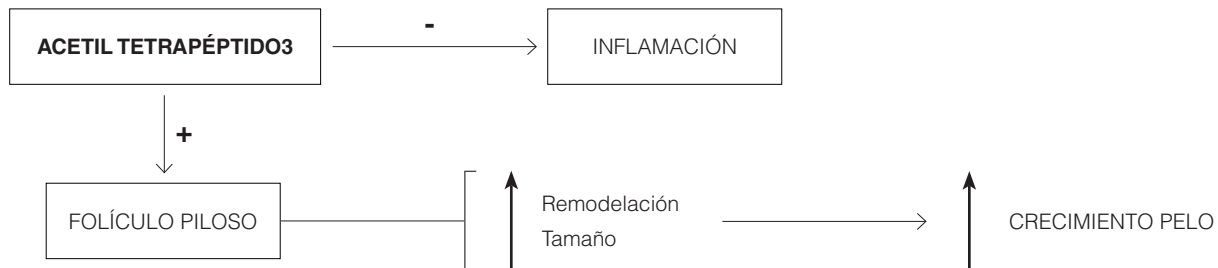 ACETIL TETRAPÉPTIDO3
-
INFLAMACIÓN
+
FOLÍCULO PILOSO
Remodelación
Tamaño
CRECIMIENTO PELO